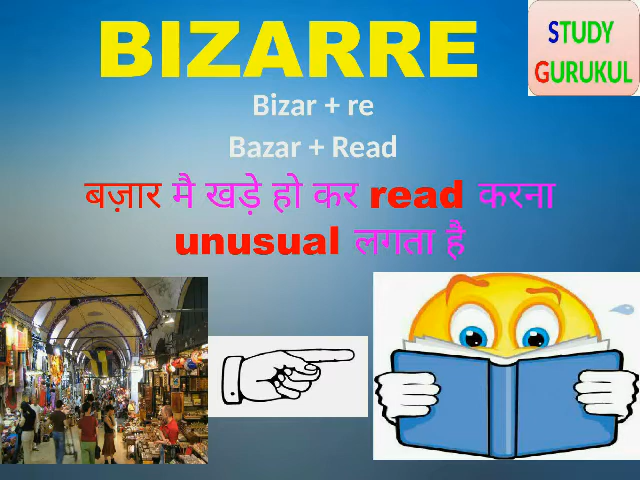 BIZARRE
STUDY
GURUKUL
Bizar + re
Bazar + Read
बज़ार मै खड़े हो कर read करना
unusual लगता है